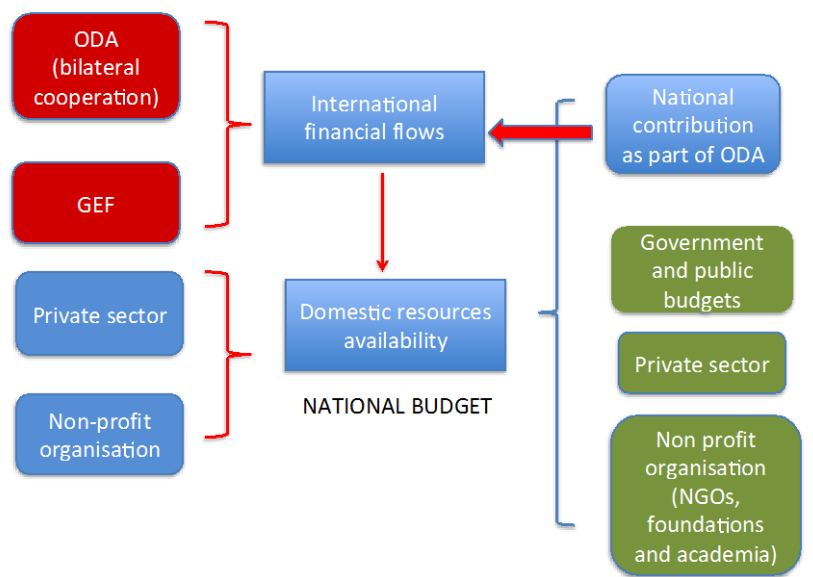 ODA
(bilateral
cooperation)
GEF
Private sector
Non-profit
organisation
International
financial flows
Domestic resources
availability
NATIONAL BUDGET
National
contribution
as part of ODA
Government
and public
budgets
Private sector
Non profit
organisation
(NGOs,
foundations
and academia)